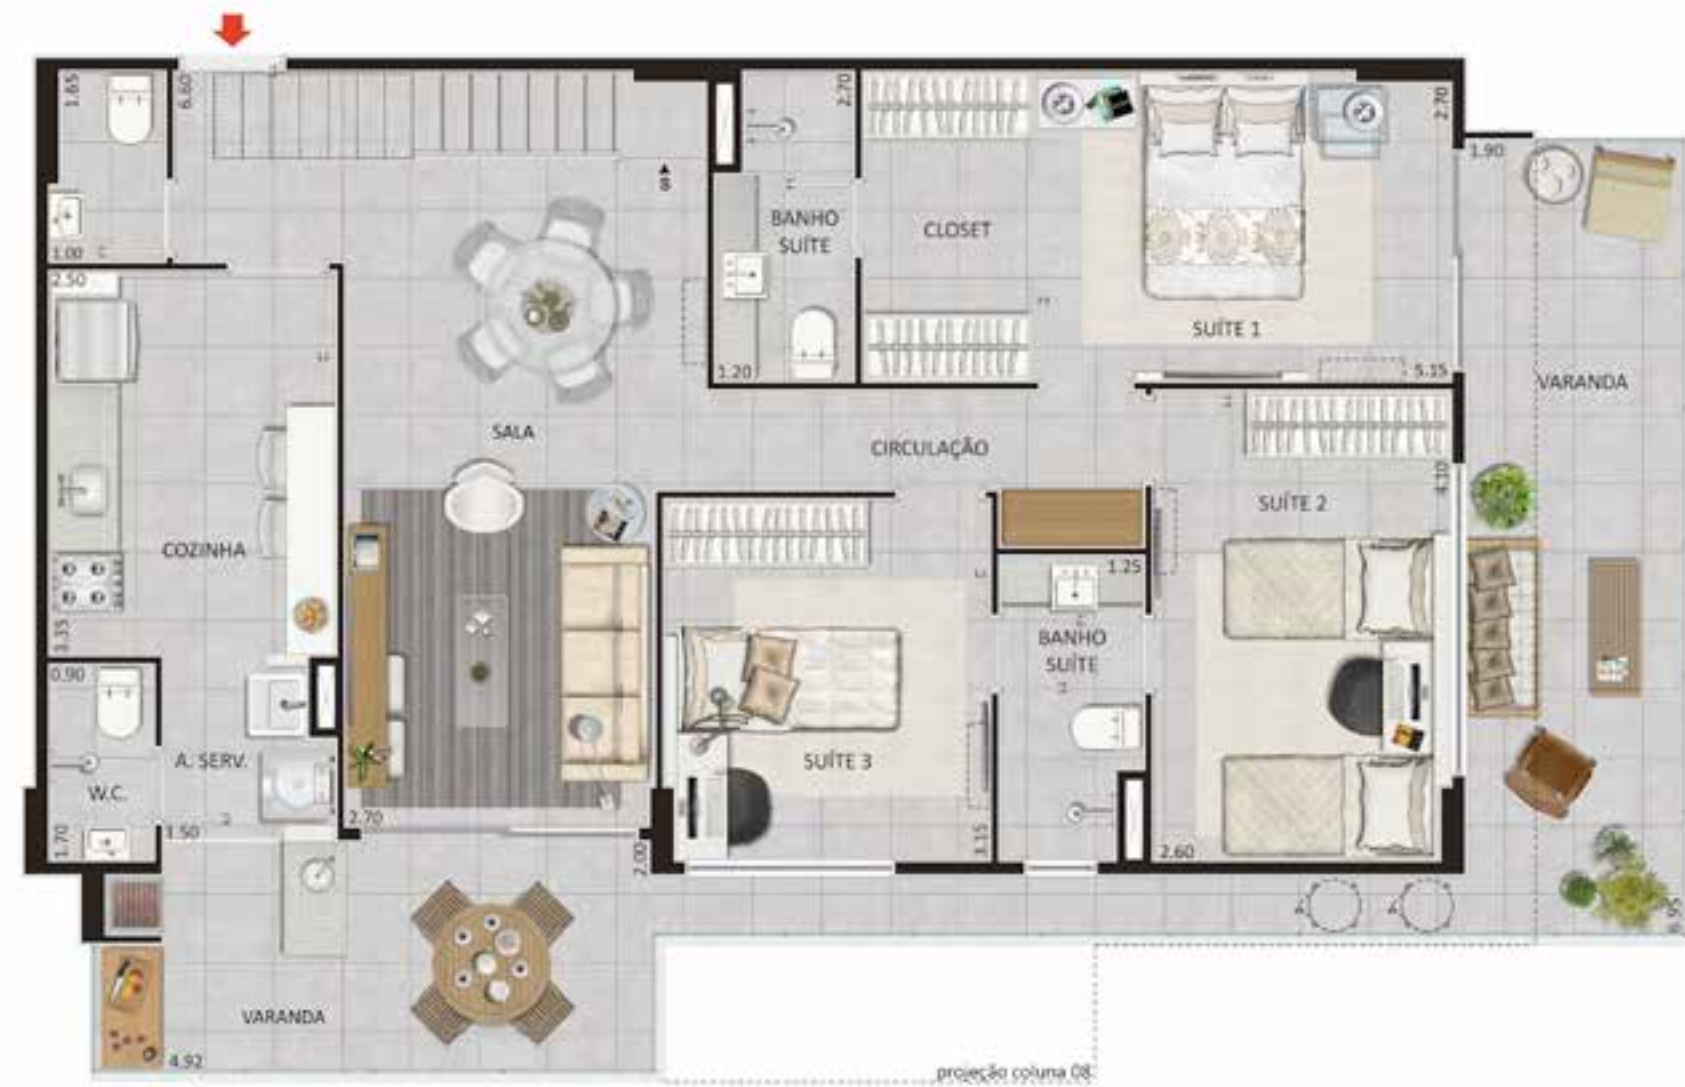 1.65
6.60
2.70
2.70
1.90
S
BANHO
SUÍTE
CLOSET
1.00
2.50
SUÍTE 1
1.20
5.15
VARANDA
SALA
CIRCULAÇÃO
4.10
SUÍTE 2
COZINHA
1.25
3.35
BANHO
SUÍTE
0.90
A. SERV.
SUÍTE 3
W.C.
1.70
1.50
2.70
2.00
3.15
2.60
6.95
VARANDA
4.92
projeção coluna 08